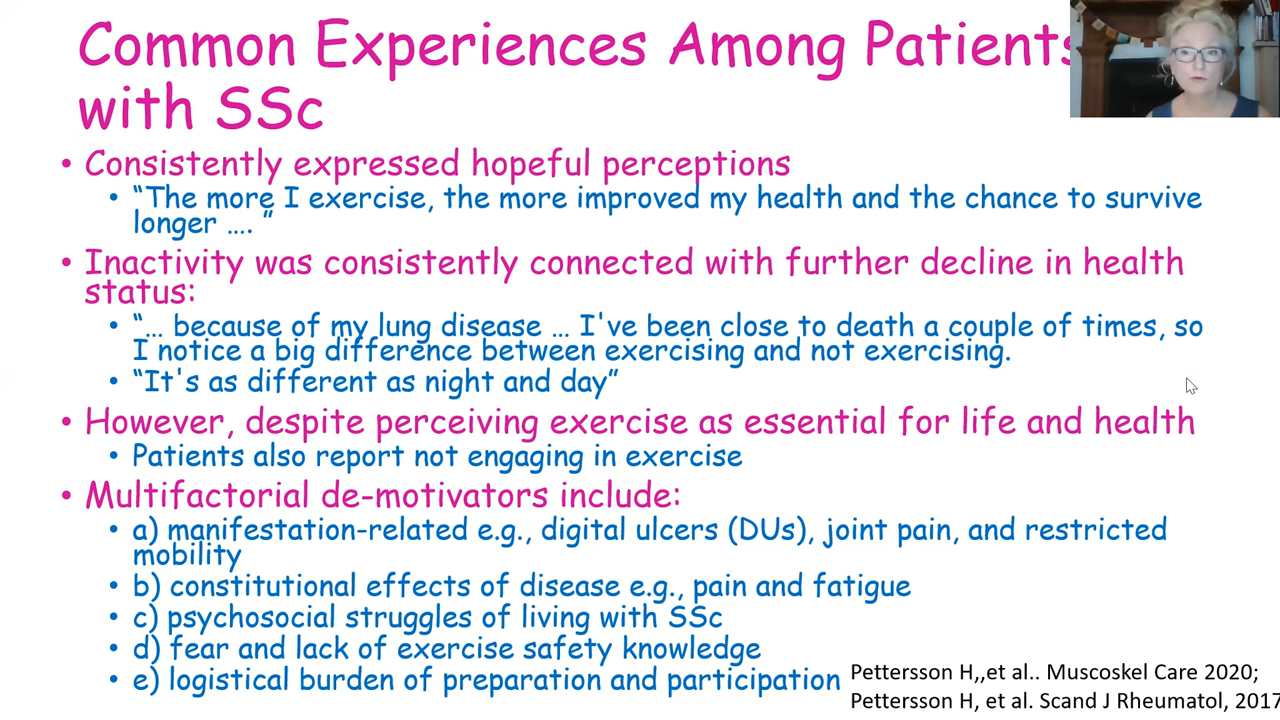 Common Experiences Among Patients
with SSc
• Consistently expressed hopeful perceptions
• “The more I exercise, the more improved my health and the chance to survive
longer ....”
• Inactivity was consistently connected with further decline in health
status:
• “... because of my lung disease ... I've been close to death a couple of times, so
I notice a big difference between exercising and not exercising.
• “It's as different as night and day”
• However, despite perceiving exercise as essential for life and health
• Patients also report not engaging in exercise
• Multifactorial de-motivators include:
• a) manifestation-related e.g., digital ulcers (DUs), joint pain, and restricted
mobility
• b) constitutional effects of disease e.g., pain and fatigue
• c) psychosocial struggles of living with SSc
• d) fear and lack of exercise safety knowledge
• e) logistical burden of preparation and participation
Pettersson H,,et al.. Muscoskel Care 2020;
Pettersson H, et al. Scand J Rheumatol, 2017